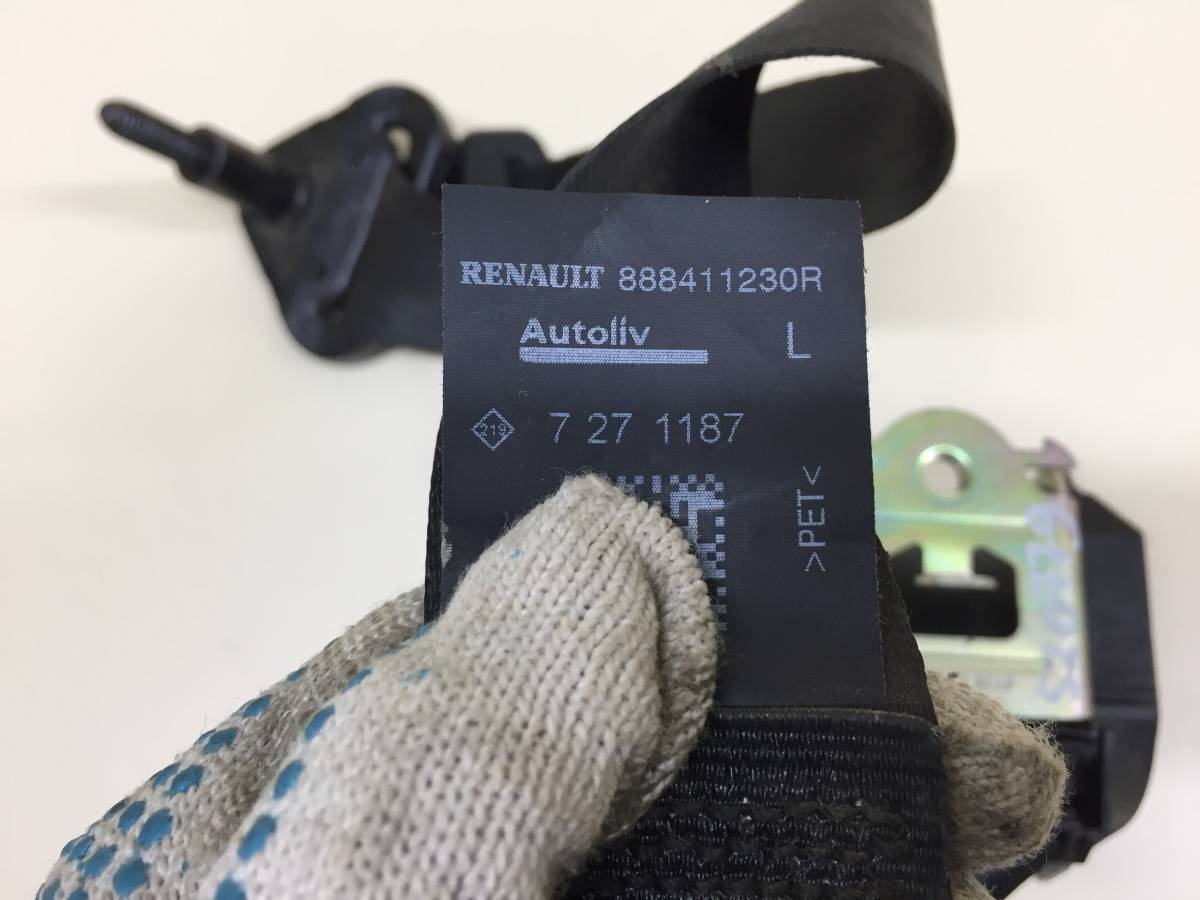 RENAULT 888411230R
Autoliv L
219 7 27 1187
>PET<